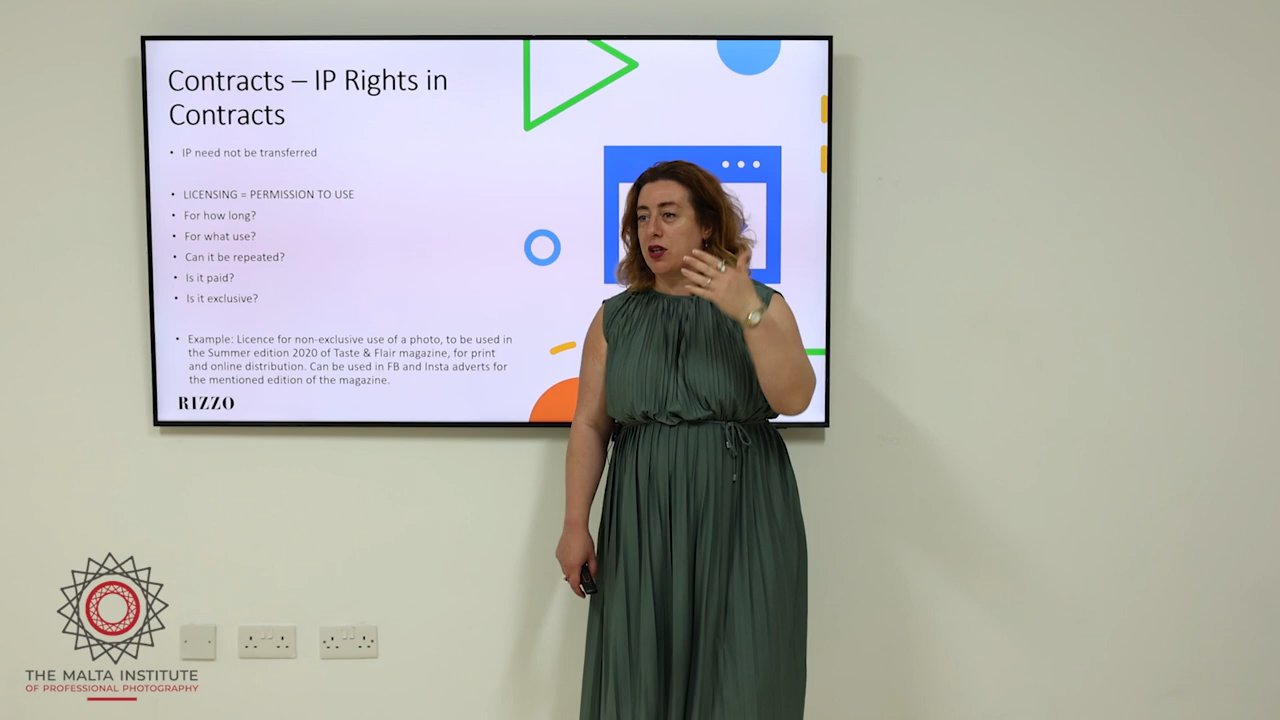 Contracts – IP Rights in
Contracts
• IP need not be transferred
• LICENSING = PERMISSION TO USE
• For how long?
• For what use?
• Can it be repeated?
• Is it paid?
• Is it exclusive?
• Example: Licence for non-exclusive use of a photo, to be used in
the Summer edition 2020 of Taste & Flair magazine, for print
and online distribution. Can be used in FB and Insta adverts for
the mentioned edition of the magazine.
RIZZO
THE MALTA INSTITUTE
OF PROFESSIONAL PHOTOGRAPHY